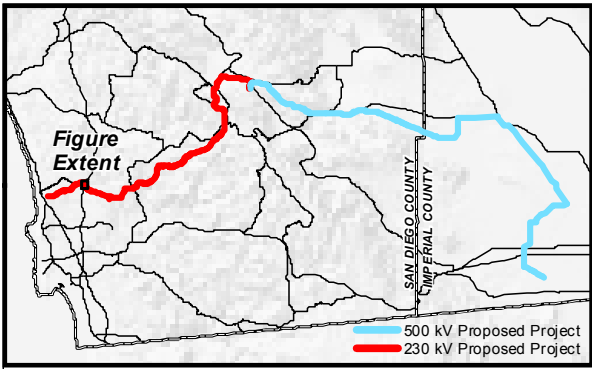 Figure
Extent
SAN DIEGO COUNTY
IMPERIAL COUNTY
500 kV Proposed Project
230 kV Proposed Project